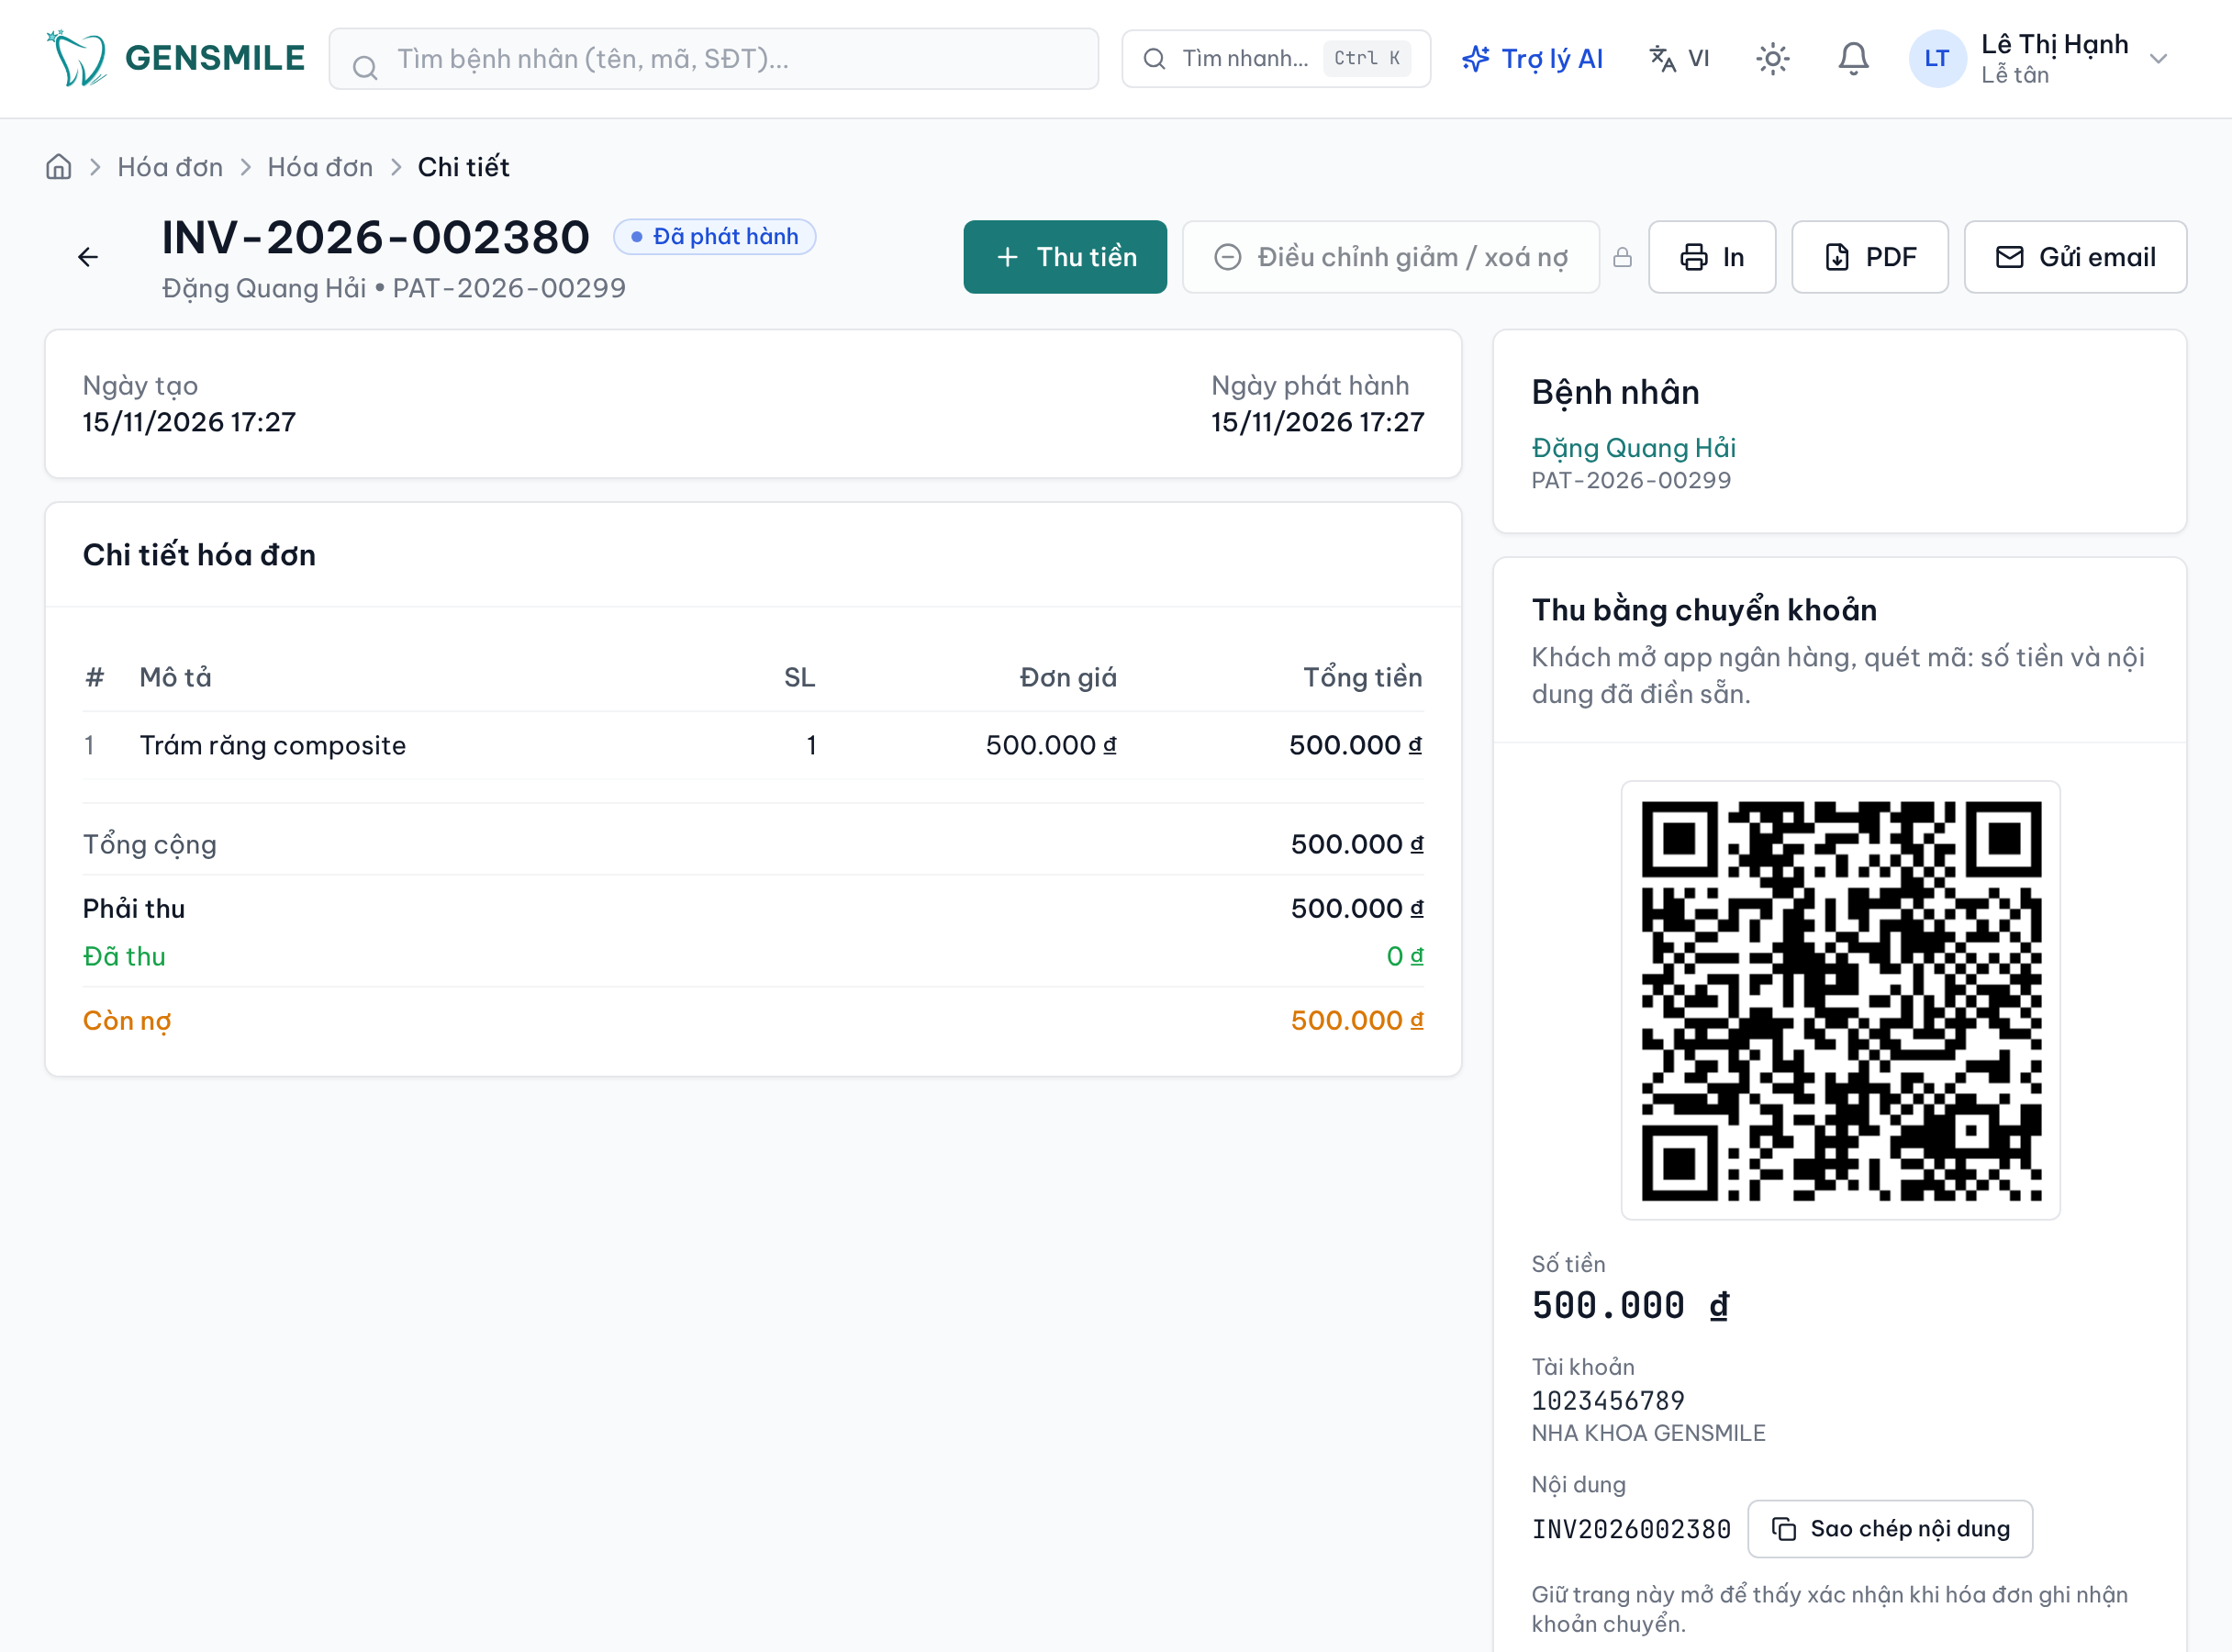 GENSMILE
Tìm bệnh nhân (tên, mã, SĐT)...
Tìm nhanh... Ctrl K
Trợ lý AI
VI
LT
Lê Thị Hạnh
Lễ tân
Hóa đơn > Hóa đơn > Chi tiết
INV-2026-002380
Đã phát hành
Đặng Quang Hải • PAT-2026-00299
+ Thu tiền
Điều chỉnh giảm / xoá nợ
In
PDF
Gửi email
Ngày tạo
15/11/2026 17:27
Ngày phát hành
15/11/2026 17:27
Chi tiết hóa đơn
# Mô tả SL Đơn giá Tổng tiền
1 Trám răng composite 1 500.000 ₫ 500.000 ₫
Tổng cộng 500.000 ₫
Phải thu 500.000 ₫
Đã thu 0 ₫
Còn nợ 500.000 ₫
Bệnh nhân
Đặng Quang Hải
PAT-2026-00299
Thu bằng chuyển khoản
Khách mở app ngân hàng, quét mã: số tiền và nội
dung đã điền sẵn.
Số tiền
500.000 ₫
Tài khoản
1023456789
NHA KHOA GENSMILE
Nội dung
INV2026002380
Sao chép nội dung
Giữ trang này mở để thấy xác nhận khi hóa đơn ghi nhận
khoản chuyển.